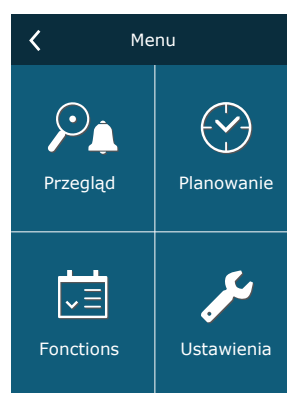 Menu
Przegląd
Planowanie
Fonctions
Ustawienia